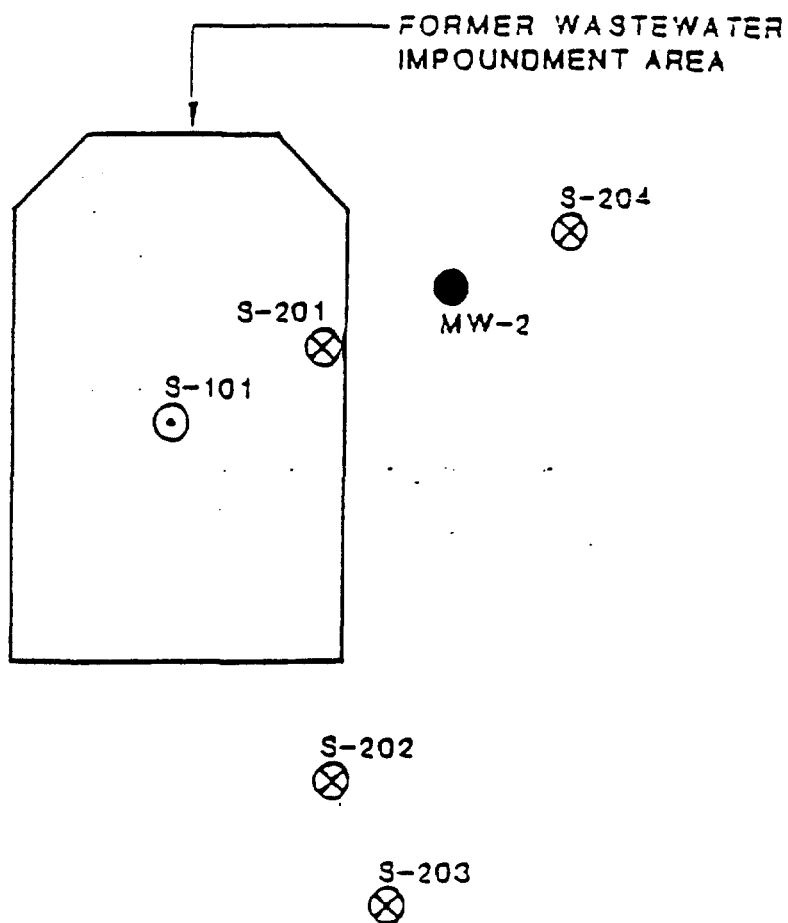 FORMER WASTEWATER
IMPOUNDMENT AREA
S-204
MW-2
S-201
S-101
S-202
S-203